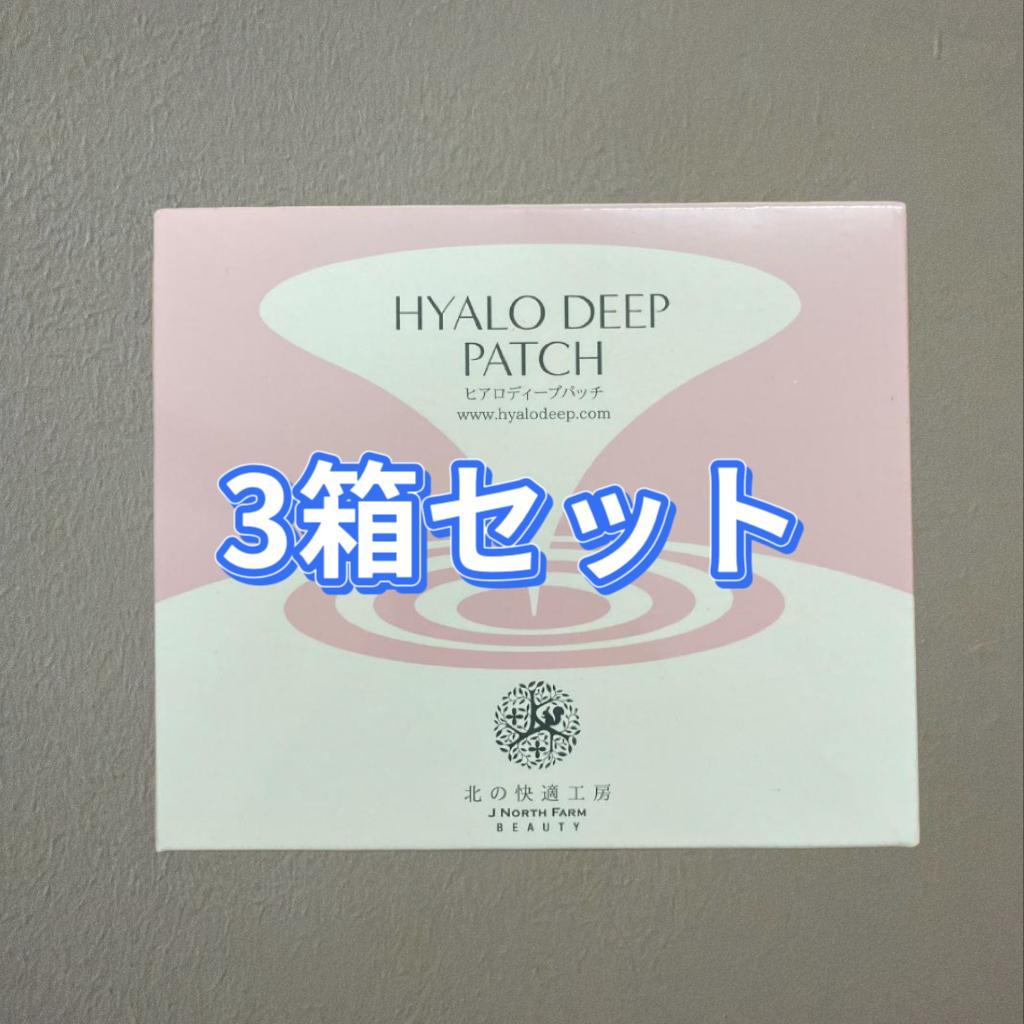 HYALO DEEP
PATCH
ヒアロディープパッチ
www.hyalodeep.com
3箱セット
北の快適工房
J NORTH FARM
BEAUTY